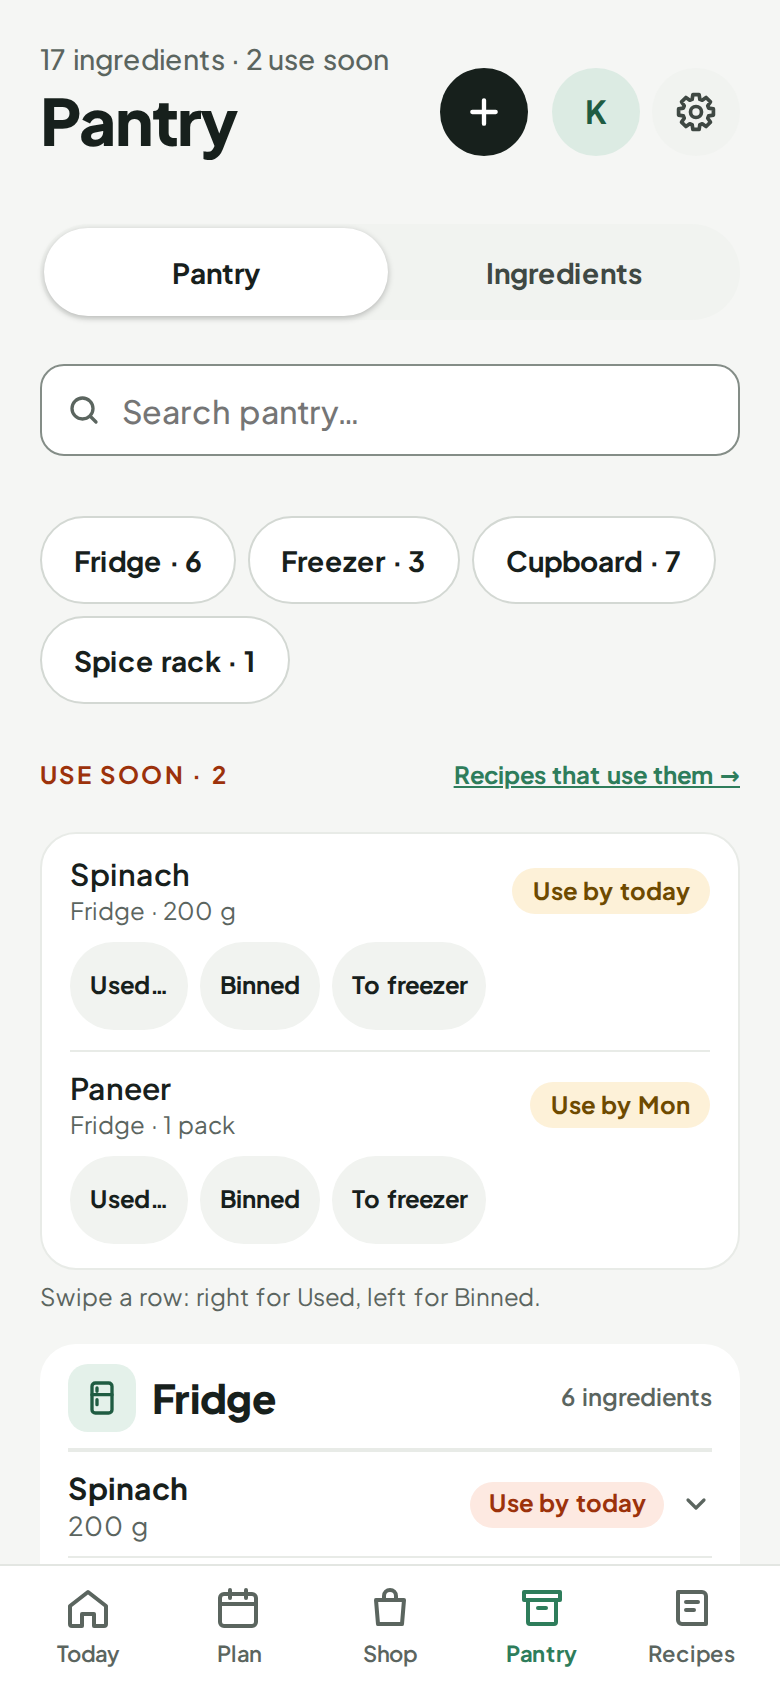 17 ingredients · 2 use soon
Pantry
K
Pantry
Ingredients
Search pantry...
Fridge · 6
Freezer · 3
Cupboard · 7
Spice rack · 1
USE SOON · 2
Recipes that use them →
Spinach
Use by today
Fridge · 200 g
Used...
Binned
To freezer
Paneer
Use by Mon
Fridge · 1 pack
Used...
Binned
To freezer
Swipe a row: right for Used, left for Binned.
Fridge
6 ingredients
Spinach
Use by today
200 g
Today
Plan
Shop
Pantry
Recipes